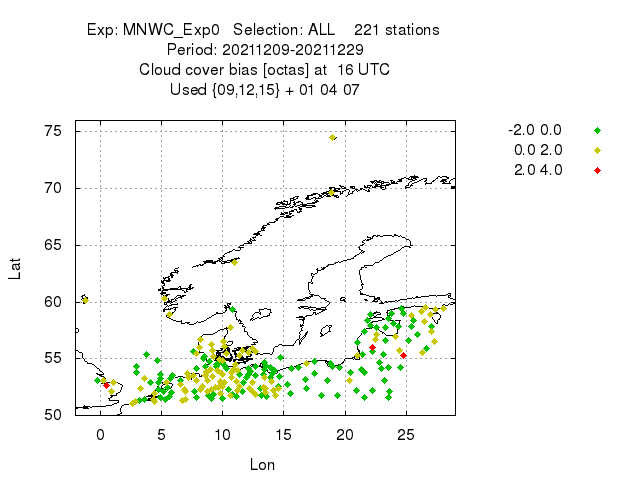 Exp: MNWC_Exp0   Selection: ALL    221 stations
Period: 20211209-20211229
Cloud cover bias [octas] at  16 UTC
Used {09,12,15} + 01 04 07
-2.0 0.0
0.0 2.0
2.0 4.0
75
70
65
60
55
50
Lat
0 5 10 15 20 25
Lon